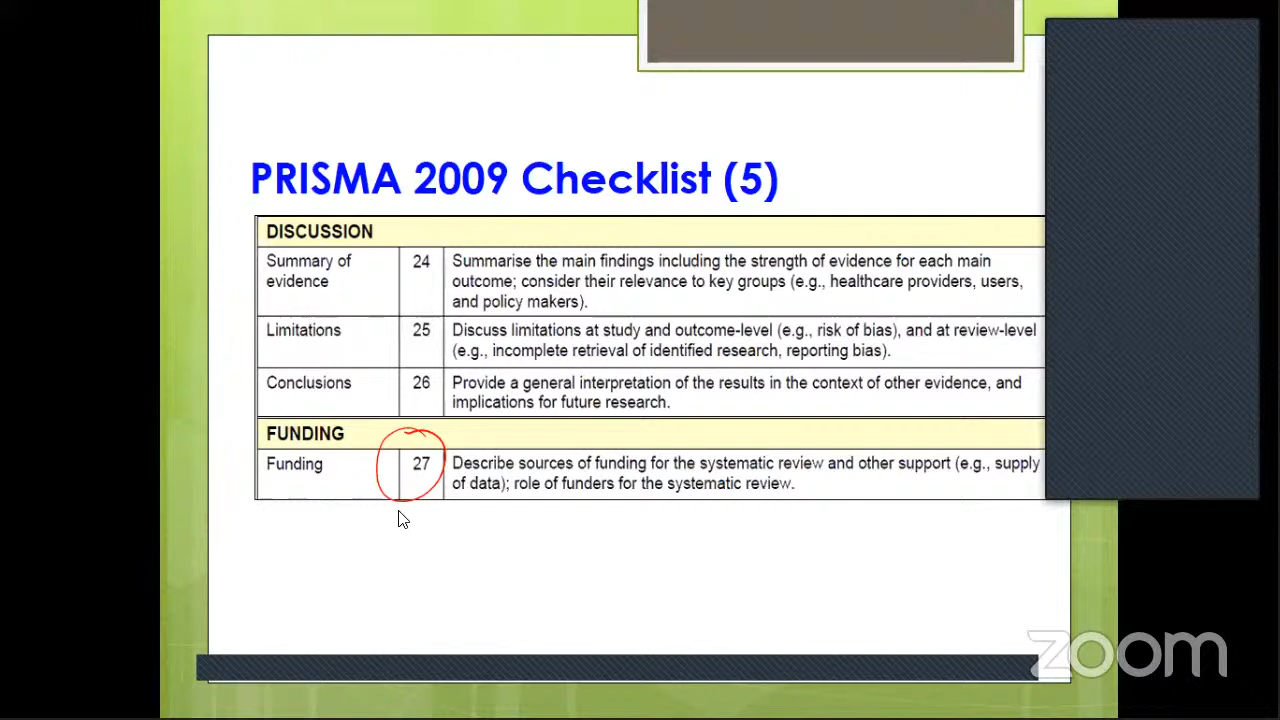 PRISMA 2009 Checklist (5)
DISCUSSION
Summary of evidence 24 Summarise the main findings including the strength of evidence for each main
outcome; consider their relevance to key groups (e.g., healthcare providers, users,
and policy makers).
Limitations 25 Discuss limitations at study and outcome-level (e.g., risk of bias), and at review-level
(e.g., incomplete retrieval of identified research, reporting bias).
Conclusions 26 Provide a general interpretation of the results in the context of other evidence, and
implications for future research.
FUNDING
Funding 27 Describe sources of funding for the systematic review and other support (e.g., supply
of data); role of funders for the systematic review.
zoom